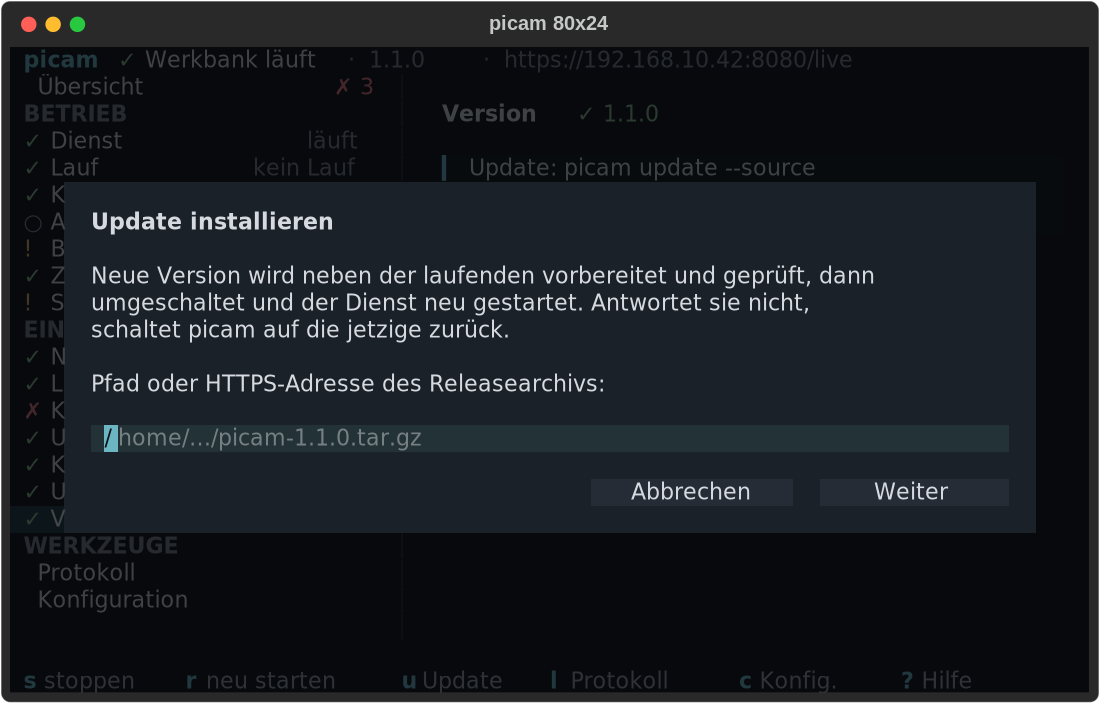 picam 80x24
picam ✓ Werkbank läuft · 1.1.0 · https://192.168.10.42:8080/live
Übersicht ✗ 3
BETRIEB Version ✓ 1.1.0
✓ Dienst läuft
✓ Lauf kein Lauf Update: picam update --source
✓ K
○ A
Update installieren
! B
✓ Z Neue Version wird neben der laufenden vorbereitet und geprüft, dann
! S umgeschaltet und der Dienst neu gestartet. Antwortet sie nicht,
EIN schaltet picam auf die jetzige zurück.
✓ N
✓ L Pfad oder HTTPS-Adresse des Releasearchivs:
✗ K
✓ U /home/.../picam-1.1.0.tar.gz
✓ K
✓ U Abbrechen Weiter
✓ V
WERKZEUGE
Protokoll
Konfiguration
s stoppen r neu starten u Update l Protokoll c Konfig. ? Hilfe